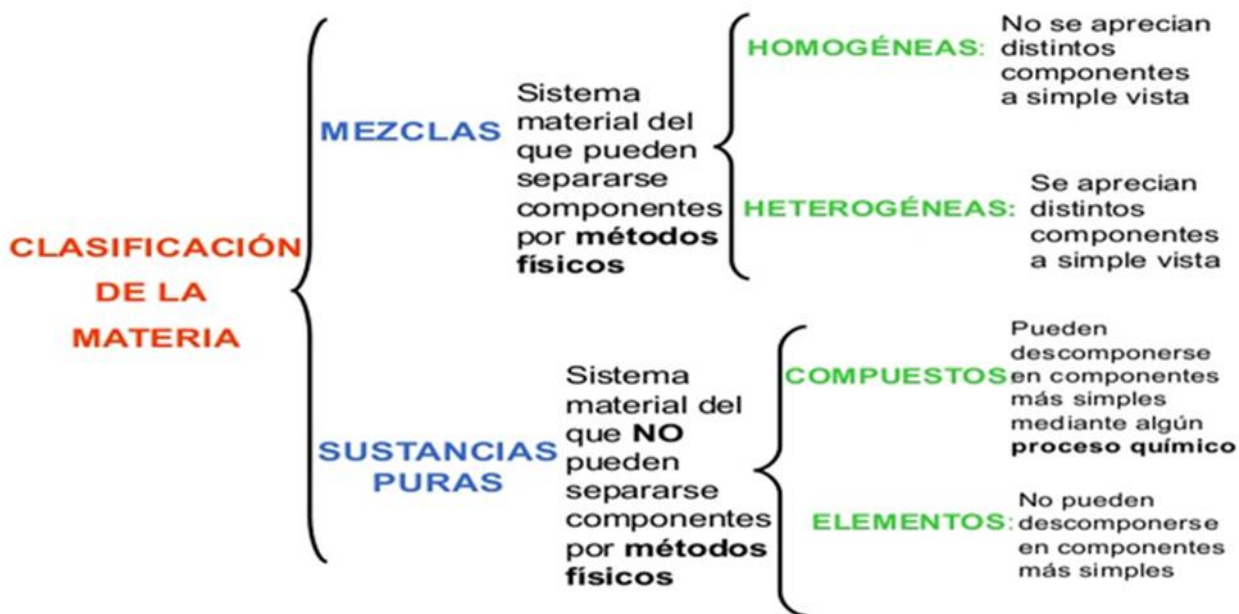 CLASIFICACIÓN
DE LA
MATERIA
MEZCLAS
Sistema
material del
que pueden
separarse
componentes
por métodos
físicos
HOMOGÉNEAS:
No se aprecian
distintos
componentes
a simple vista
HETEROGÉNEAS:
Se aprecian
distintos
componentes
a simple vista
SUSTANCIAS
PURAS
Sistema
material del
que NO
pueden
separarse
componentes
por métodos
físicos
COMPUESTOS
Pueden
descomponerse
en componentes
más simples
mediante algún
proceso químico
ELEMENTOS:
No pueden
descomponerse
en componentes
más simples